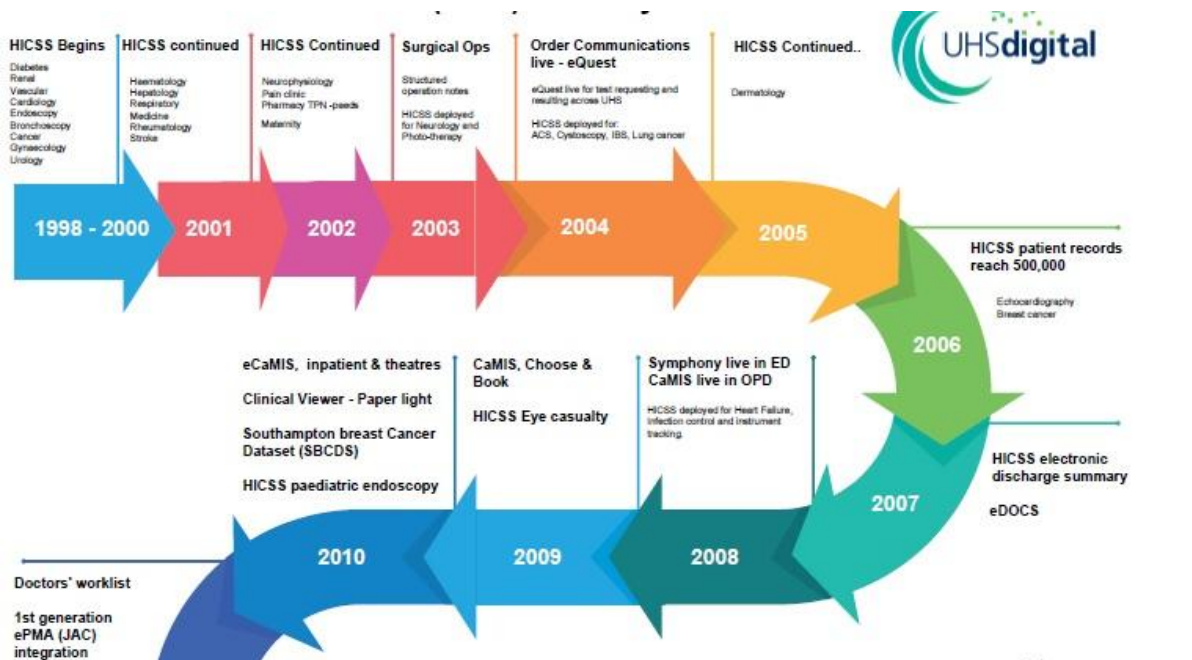 HICSS Begins
Diabetes
Renal
Vascular
Cardiology
Endoscopy
Bronchoscopy
Cancer
Gynaecology
Urology
HICSS continued
Haematology
Hepatology
Respiratory
Medicine
Rheumatology
Stroke
HICSS Continued
Neurophysiology
Pain clinic
Pharmacy TPN -paeds
Maternity
Surgical Ops
Structured
operation notes
HICSS deployed
for Neurology and
Photo-therapy
Order Communications
live - eQuest
eQuest live for test requesting and
resulting across UHS
HICSS deployed for:
ACS, Cystoscopy, IBS, Lung cancer
HICSS Continued..
Dermatology
UHSdigital
1998 - 2000
2001
2002
2003
2004
2005
HICSS patient records
reach 500,000
Echocardiography
Breast cancer
2006
HICSS electronic
discharge summary
eDOCS
2007
Symphony live in ED
CaMIS live in OPD
HICSS deployed for Heart Failure,
Infection control and instrument
tracking.
2008
CaMIS, Choose &
Book
HICSS Eye casualty
2009
eCaMIS, inpatient & theatres
Clinical Viewer - Paper light
Southampton breast Cancer
Dataset (SBCDS)
HICSS paediatric endoscopy
2010
Doctors' worklist
1st generation
ePMA (JAC)
integration